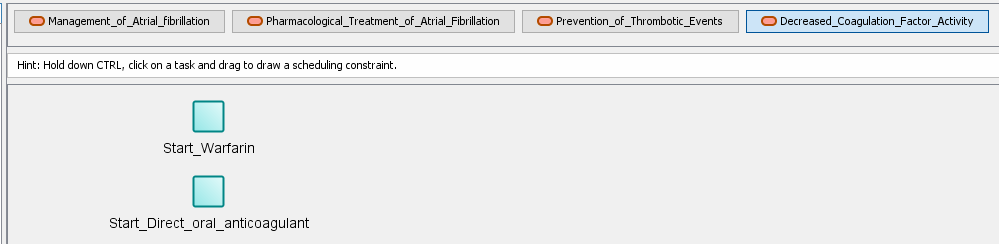 Management_of_Atrial_fibrillation Pharmacological_Treatment_of_Atrial_Fibrillation Prevention_of_Thrombotic_Events Decreased_Coagulation_Factor_Activity
Hint: Hold down CTRL, click on a task and drag to draw a scheduling constraint.
Start_Warfarin
Start_Direct_oral_anticoagulant